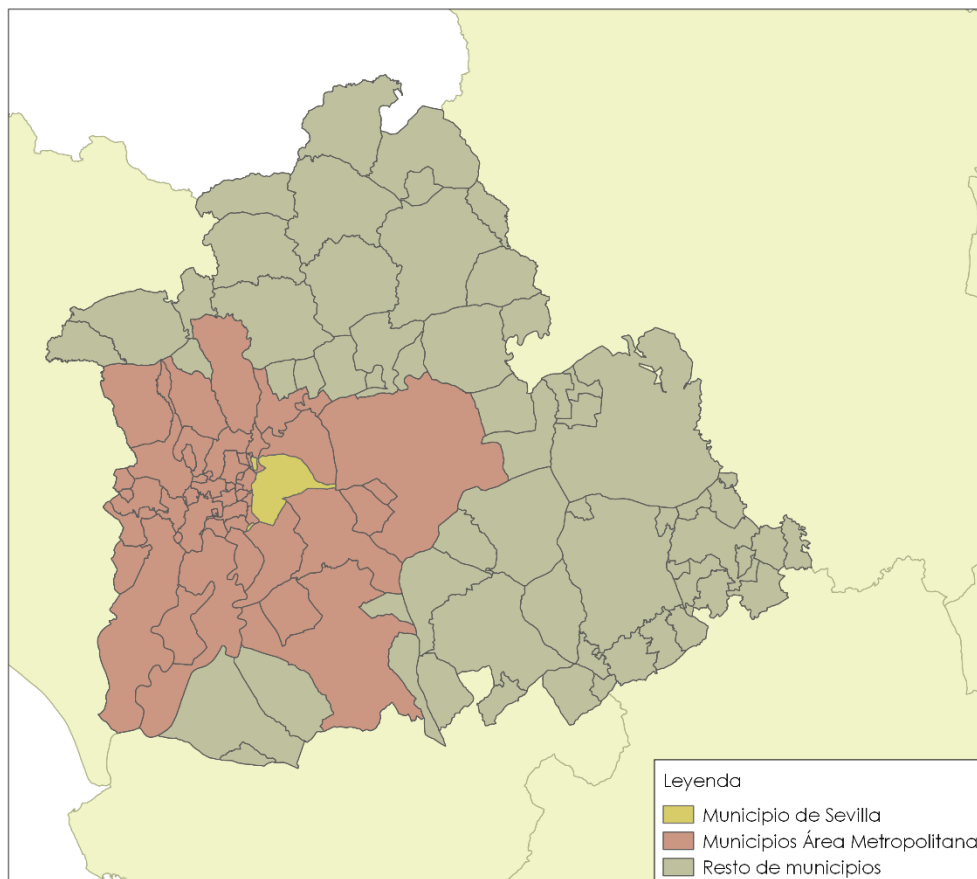 Leyenda
Municipio de Sevilla
Municipios Área Metropolitana
Resto de municipios